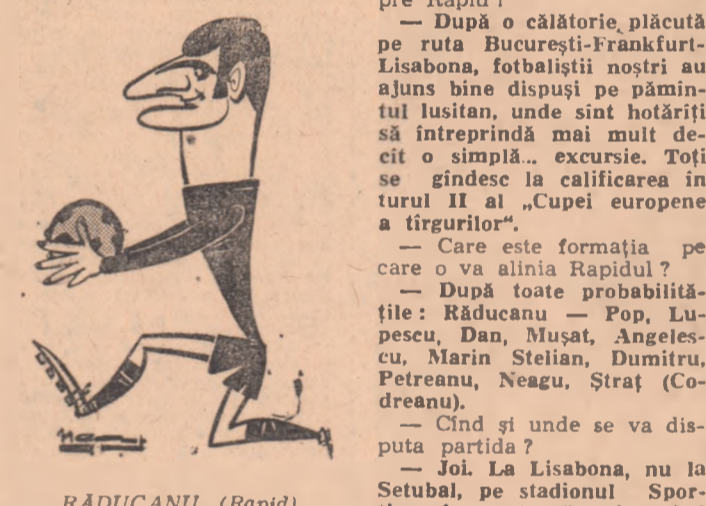 pre Rapid ?
— După o călătorie plăcută
pe ruta București-Frankfurt-
Lisabona, fotbaliștii noștri au
ajuns bine dispuși pe pămîn-
tul lusitan, unde sînt hotărîți
să întreprindă mai mult de-
cît o simplă... excursie. Toți
se gîndesc la calificarea în
turul II al „Cupei europene
a tîrgurilor“.
— Care este formația pe
care o va alinia Rapidul ?
— După toate probabilită-
țile : Răducanu — Pop, Lu-
pescu, Dan, Mușat, Angeles-
cu, Marin Stelian, Dumitru,
Petreanu, Neagu, Ștraț (Co-
dreanu).
— Cînd și unde se va dis-
puta partida ?
— Joi. La Lisabona, nu la
Setubal, pe stadionul Spor-
RĂDUCANU (Rapid)